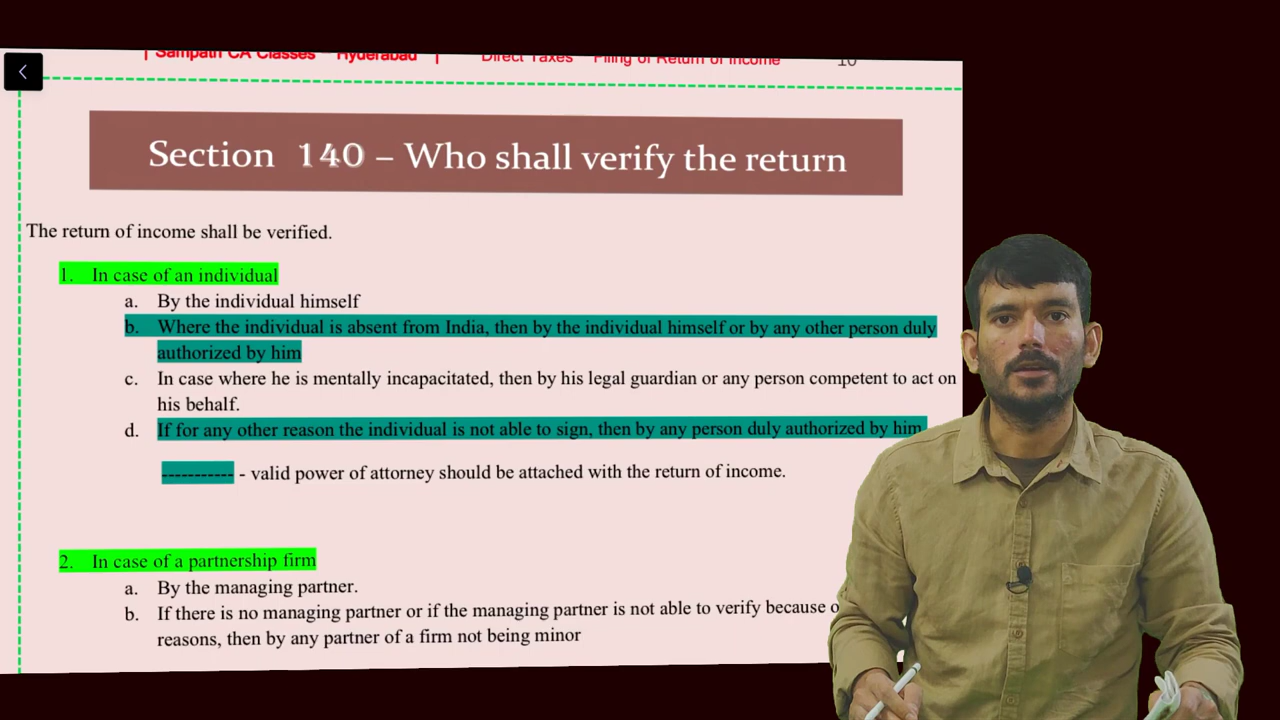 | Sampath CA Classes – Hyderabad | Direct Taxes – Filing of Return of Income 10
Section 140 – Who shall verify the return
The return of income shall be verified.
1. In case of an individual
a. By the individual himself
b. Where the individual is absent from India, then by the individual himself or by any other person duly
authorized by him
c. In case where he is mentally incapacitated, then by his legal guardian or any person competent to act on
his behalf.
d. If for any other reason the individual is not able to sign, then by any person duly authorized by him
----------- - valid power of attorney should be attached with the return of income.
2. In case of a partnership firm
a. By the managing partner.
b. If there is no managing partner or if the managing partner is not able to verify because
reasons, then by any partner of a firm not being minor